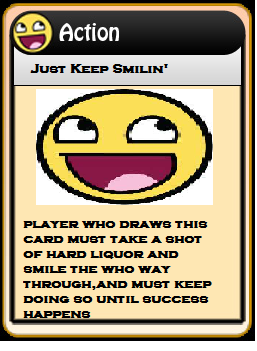 Action
Just Keep Smilin'
PLAYER WHO DRAWS THIS
CARD MUST TAKE A SHOT
OF HARD LIQUOR AND
SMILE THE WHO WAY
THROUGH,AND MUST KEEP
DOING SO UNTIL SUCCESS
HAPPENS